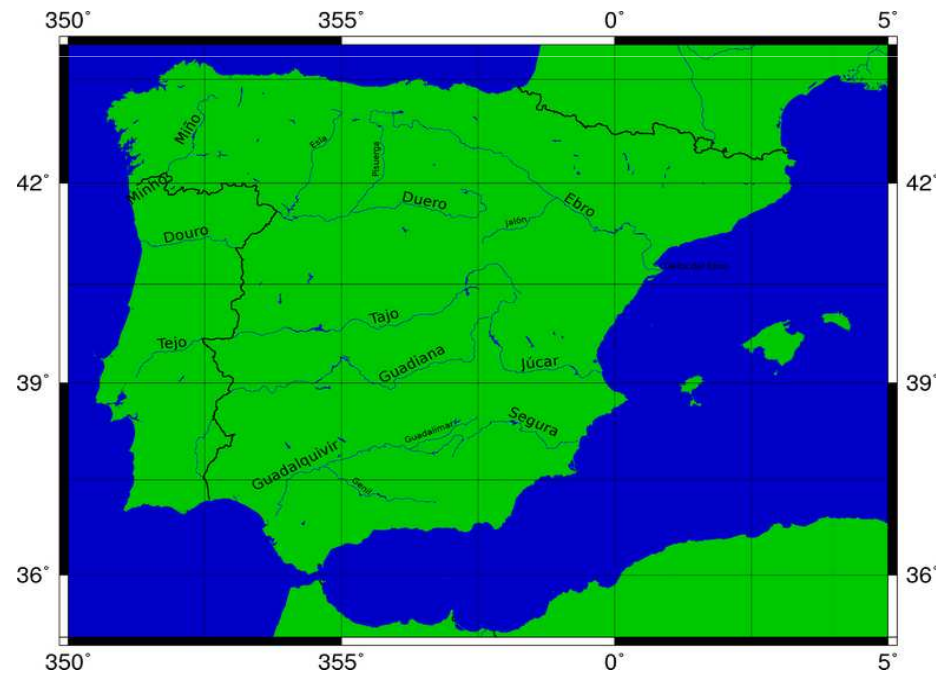 350˚ 355˚ 0˚ 5˚
Miño
Esla
Pisuerga
42˚ 42˚
Minho
Duero
Ebro
Jalón
Douro
Tajo
Tejo
Guadiana
Júcar
39˚ 39˚
Segura
Guadalimar
Guadalquivir
Genil
36˚ 36˚
350˚ 355˚ 0˚ 5˚